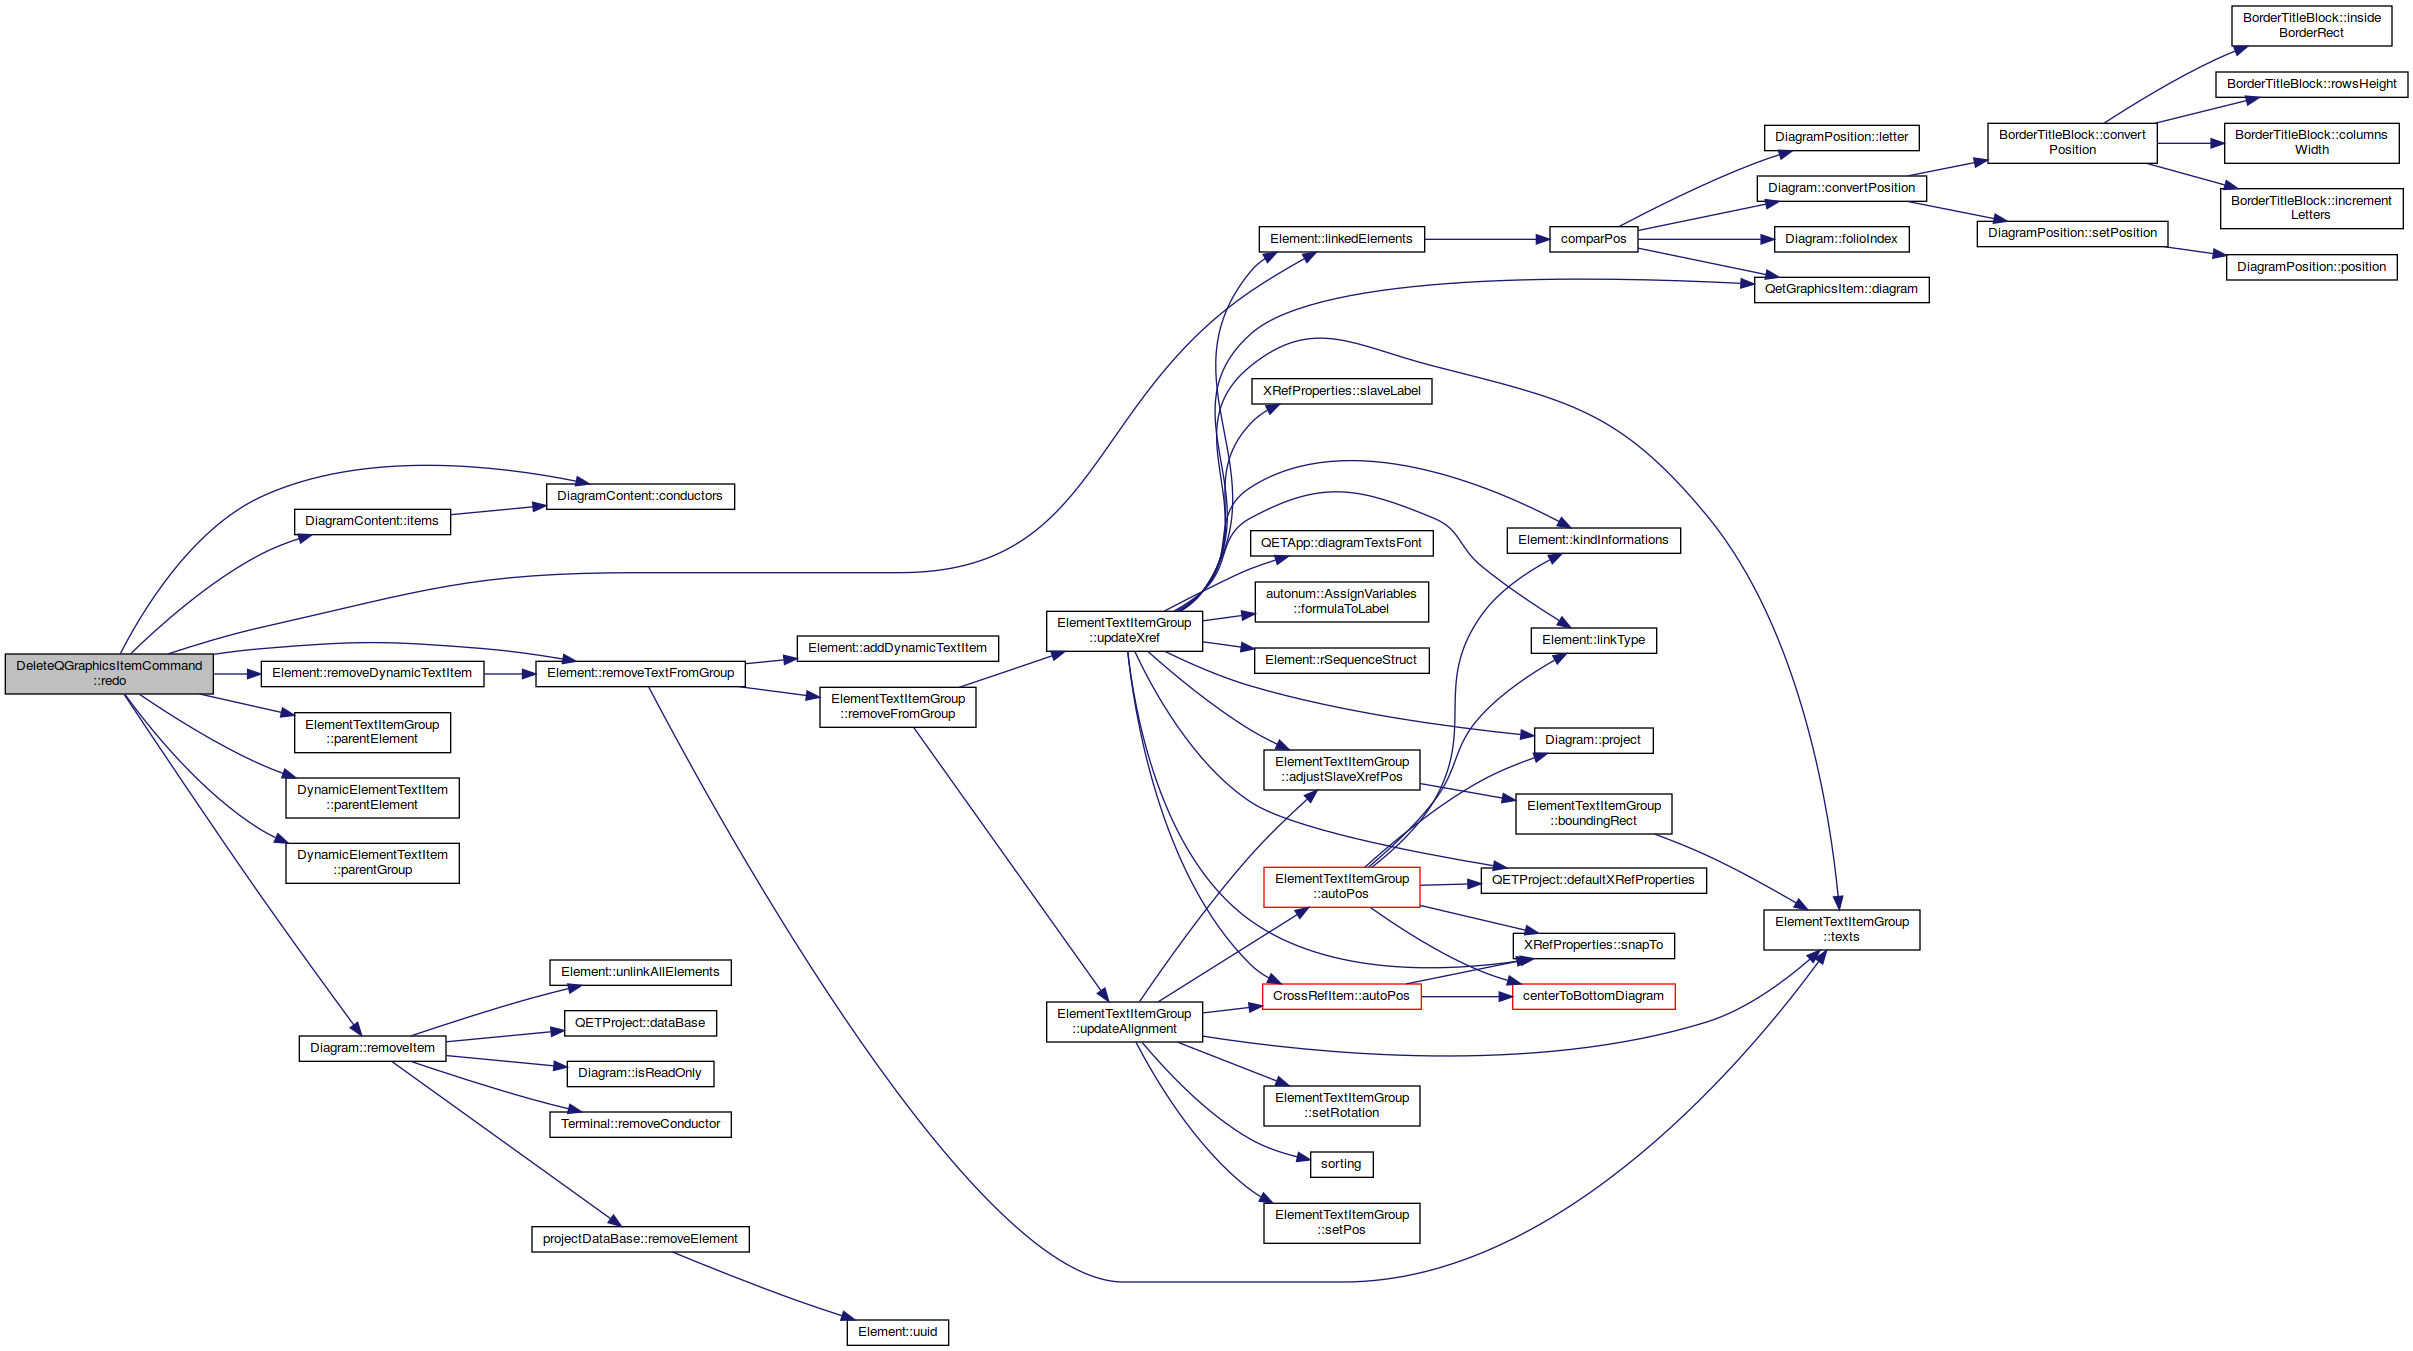 DeleteQGraphicsItemCommand
::redo
DiagramContent::conductors
DiagramContent::items
Element::removeDynamicTextItem
Element::removeTextFromGroup
ElementTextItemGroup
::parentElement
DynamicElementTextItem
::parentElement
DynamicElementTextItem
::parentGroup
Diagram::removeItem
Element::unlinkAllElements
QETProject::dataBase
Diagram::isReadOnly
Terminal::removeConductor
projectDataBase::removeElement
Element::uuid
Element::addDynamicTextItem
ElementTextItemGroup
::removeFromGroup
ElementTextItemGroup
::updateXref
ElementTextItemGroup
::updateAlignment
Element::linkedElements
XRefProperties::slaveLabel
QETApp::diagramTextsFont
autonum::AssignVariables
::formulaToLabel
Element::rSequenceStruct
ElementTextItemGroup
::adjustSlaveXrefPos
ElementTextItemGroup
::autoPos
CrossRefItem::autoPos
ElementTextItemGroup
::setRotation
sorting
ElementTextItemGroup
::setPos
comparPos
Element::kindInformations
Element::linkType
Diagram::project
ElementTextItemGroup
::boundingRect
QETProject::defaultXRefProperties
XRefProperties::snapTo
centerToBottomDiagram
DiagramPosition::letter
Diagram::convertPosition
Diagram::folioIndex
QetGraphicsItem::diagram
ElementTextItemGroup
::texts
BorderTitleBlock::convert
Position
DiagramPosition::setPosition
BorderTitleBlock::inside
BorderRect
BorderTitleBlock::rowsHeight
BorderTitleBlock::columns
Width
BorderTitleBlock::increment
Letters
DiagramPosition::position